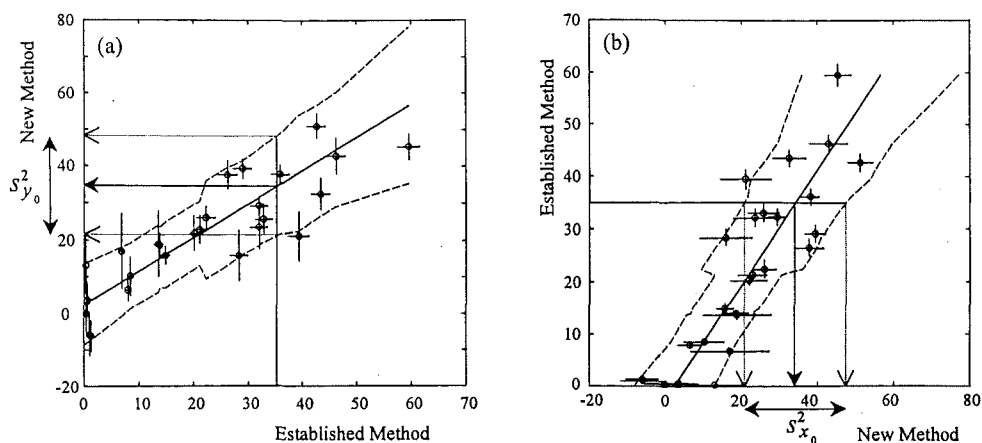 (a)
New Method
s²y₀
80
60
40
20
0
-20
0 10 20 30 40 50 60 70
Established Method
(b)
Established Method
70
60
50
40
30
20
10
0
-20 0 20 40 60 80
s²x₀
New Method